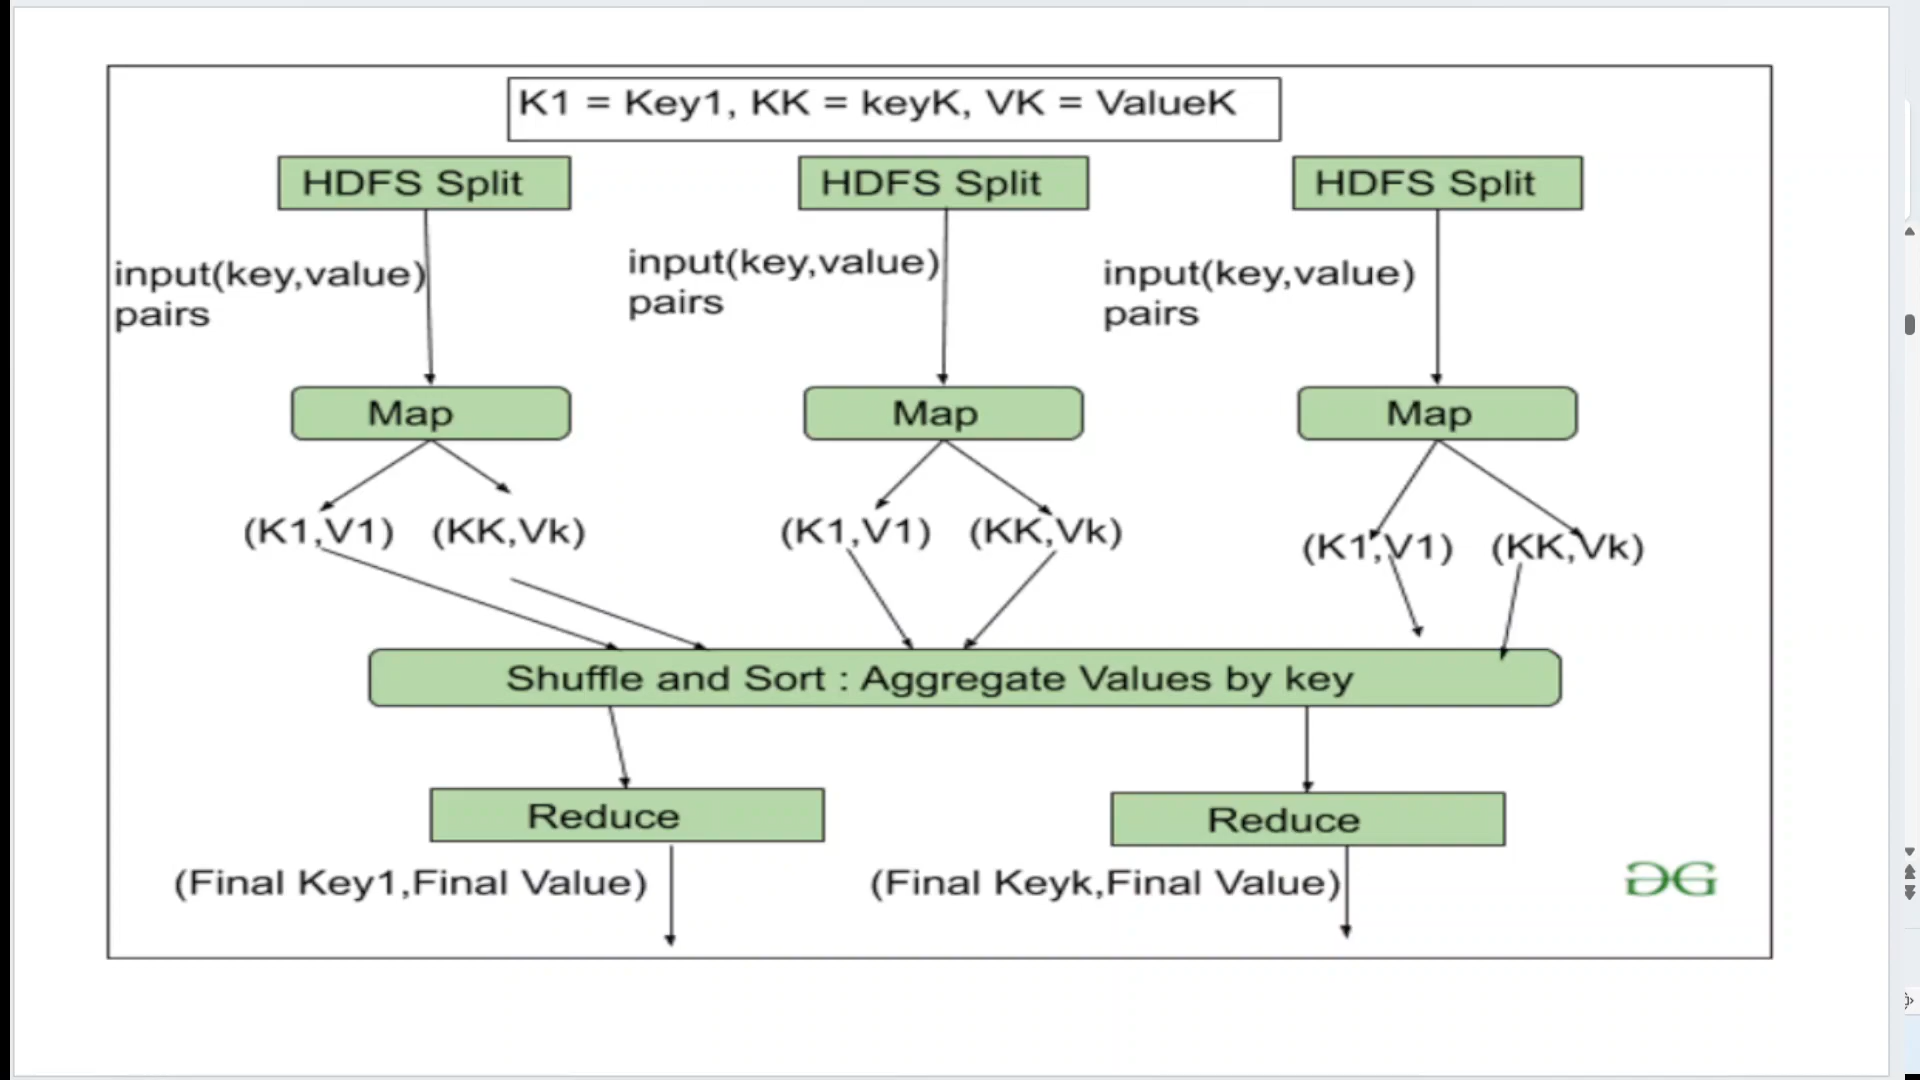 K1 = Key1, KK = keyK, VK = ValueK
HDFS Split
HDFS Split
HDFS Split
input(key,value)
pairs
input(key,value)
pairs
input(key,value)
pairs
Map
Map
Map
(K1,V1)
(KK,Vk)
(K1,V1)
(KK,Vk)
(K1,V1)
(KK,Vk)
Shuffle and Sort : Aggregate Values by key
Reduce
Reduce
(Final Key1,Final Value)
(Final Keyk,Final Value)